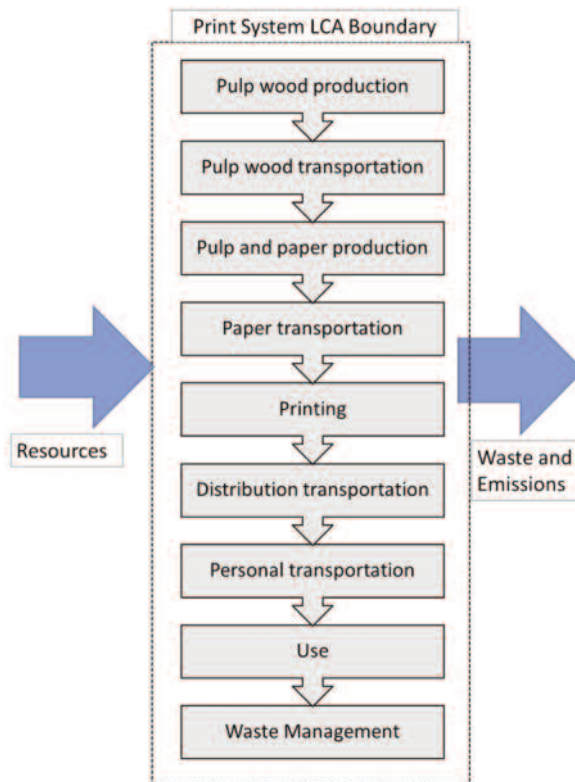 Print System LCA Boundary
Pulp wood production
Pulp wood transportation
Pulp and paper production
Paper transportation
Printing
Resources
Waste and
Emissions
Distribution transportation
Personal transportation
Use
Waste Management